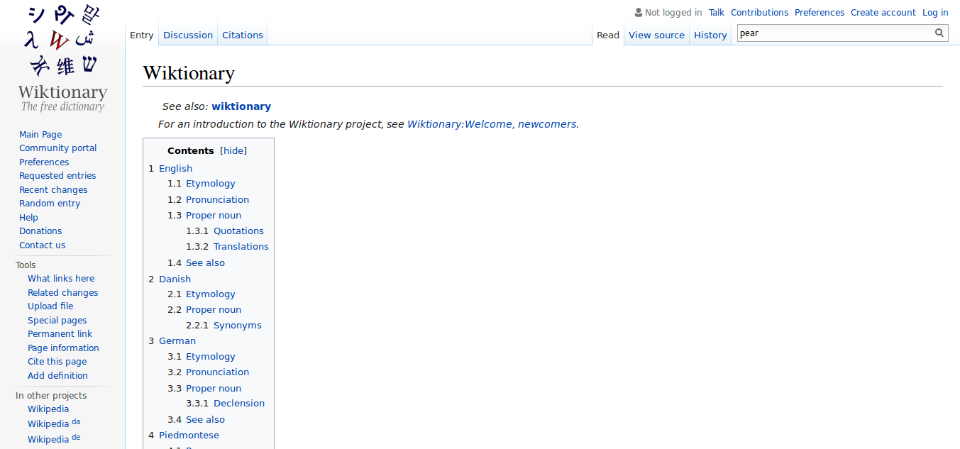 Not logged in Talk Contributions Preferences Create account Log in
Entry Discussion Citations Read View source History pear
シ 말
λ W ش
维 ש
Wiktionary
The free dictionary
Main Page
Community portal
Preferences
Requested entries
Recent changes
Random entry
Help
Donations
Contact us
Tools
What links here
Related changes
Upload file
Special pages
Permanent link
Page information
Cite this page
Add definition
In other projects
Wikipedia
Wikipedia da
Wikipedia de
Wiktionary
See also: wiktionary
For an introduction to the Wiktionary project, see Wiktionary:Welcome, newcomers.
Contents [hide]
1 English
1.1 Etymology
1.2 Pronunciation
1.3 Proper noun
1.3.1 Quotations
1.3.2 Translations
1.4 See also
2 Danish
2.1 Etymology
2.2 Proper noun
2.2.1 Synonyms
3 German
3.1 Etymology
3.2 Pronunciation
3.3 Proper noun
3.3.1 Declension
3.4 See also
4 Piedmontese